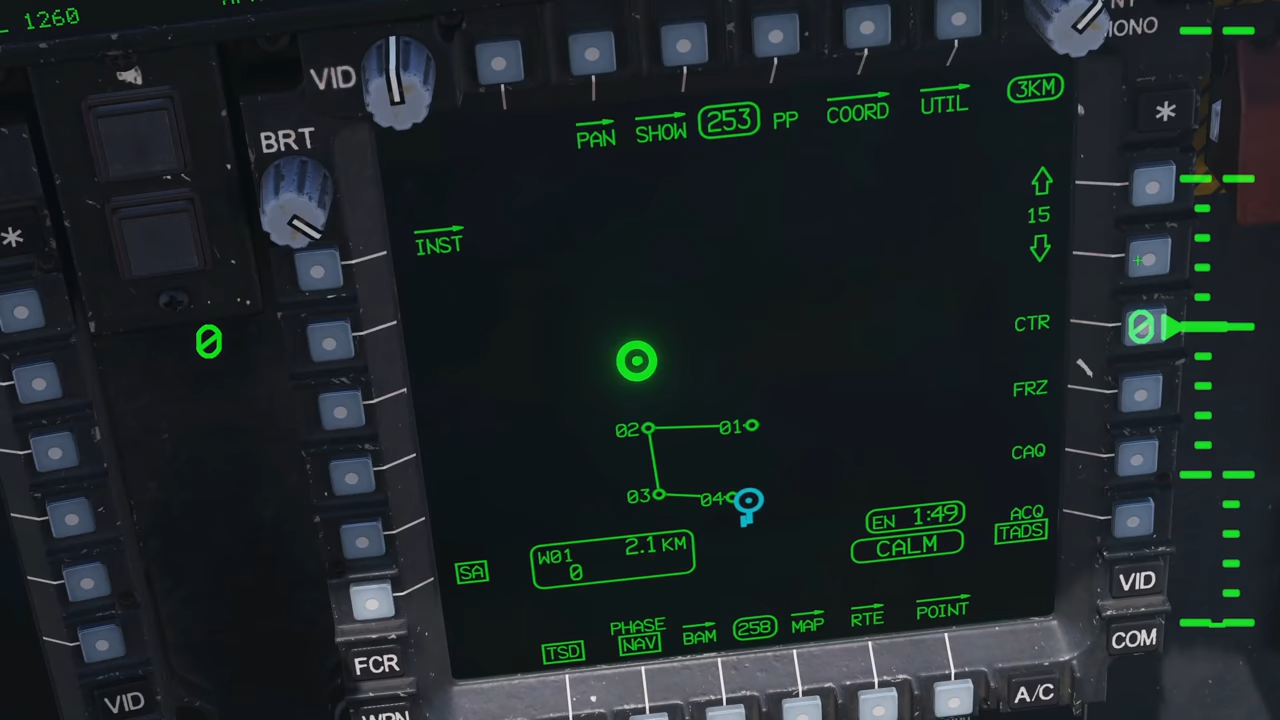 1260
VID
NT
MONO
BRT
PAN SHOW 253 PP COORD UTIL 3KM
*
*
INST
15
0
CTR
0
FRZ
02 01
CAQ
03 04
EN 1:49
ACQ
TADS
CALM
W01 2.1 KM
0
SA
VID
PHASE
TSD NAV BAM 258 MAP RTE POINT
COM
FCR
A/C
VID
WPN